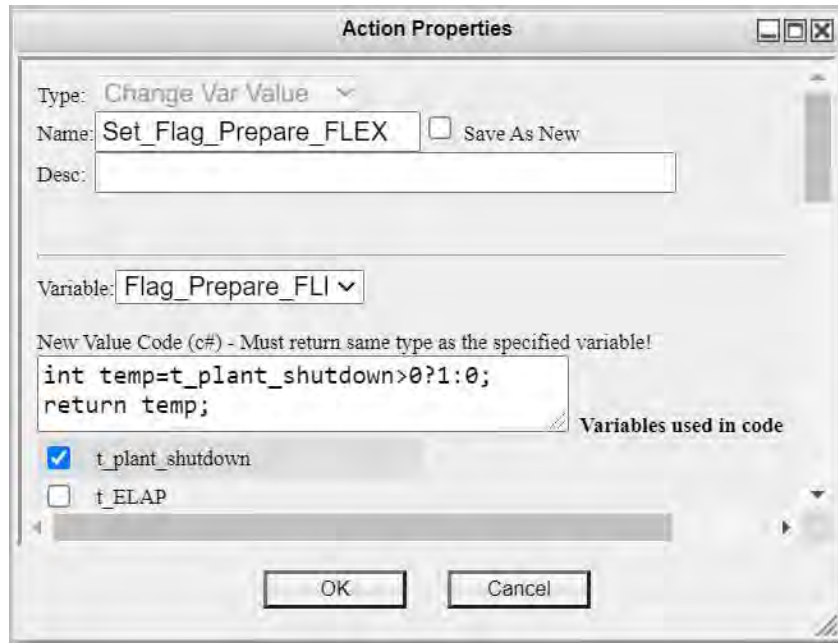 Action Properties
Type: Change Var Value
Name: Set_Flag_Prepare_FLEX Save As New
Desc:
Variable: Flag_Prepare_FLI
New Value Code (c#) - Must return same type as the specified variable!
int temp=t_plant_shutdown>0?1:0;
return temp;
Variables used in code
t_plant_shutdown
t_ELAP
OK Cancel